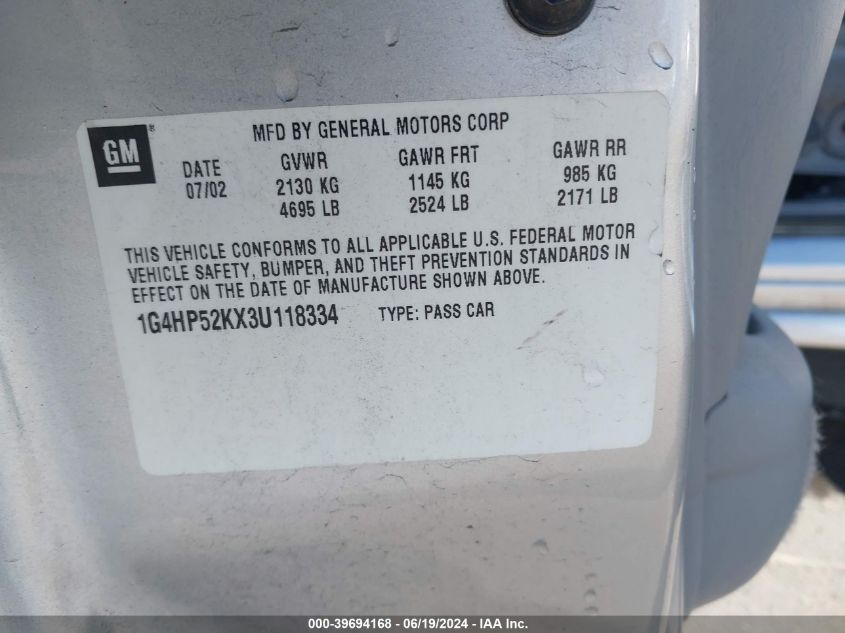 GM®
MFD BY GENERAL MOTORS CORP
DATE GVWR GAWR FRT GAWR RR
07/02 2130 KG 1145 KG 985 KG
4695 LB 2524 LB 2171 LB
THIS VEHICLE CONFORMS TO ALL APPLICABLE U.S. FEDERAL MOTOR
VEHICLE SAFETY, BUMPER, AND THEFT PREVENTION STANDARDS IN
EFFECT ON THE DATE OF MANUFACTURE SHOWN ABOVE.
1G4HP52KX3U118334 TYPE: PASS CAR
000-39694168 - 06/19/2024 - IAA Inc.